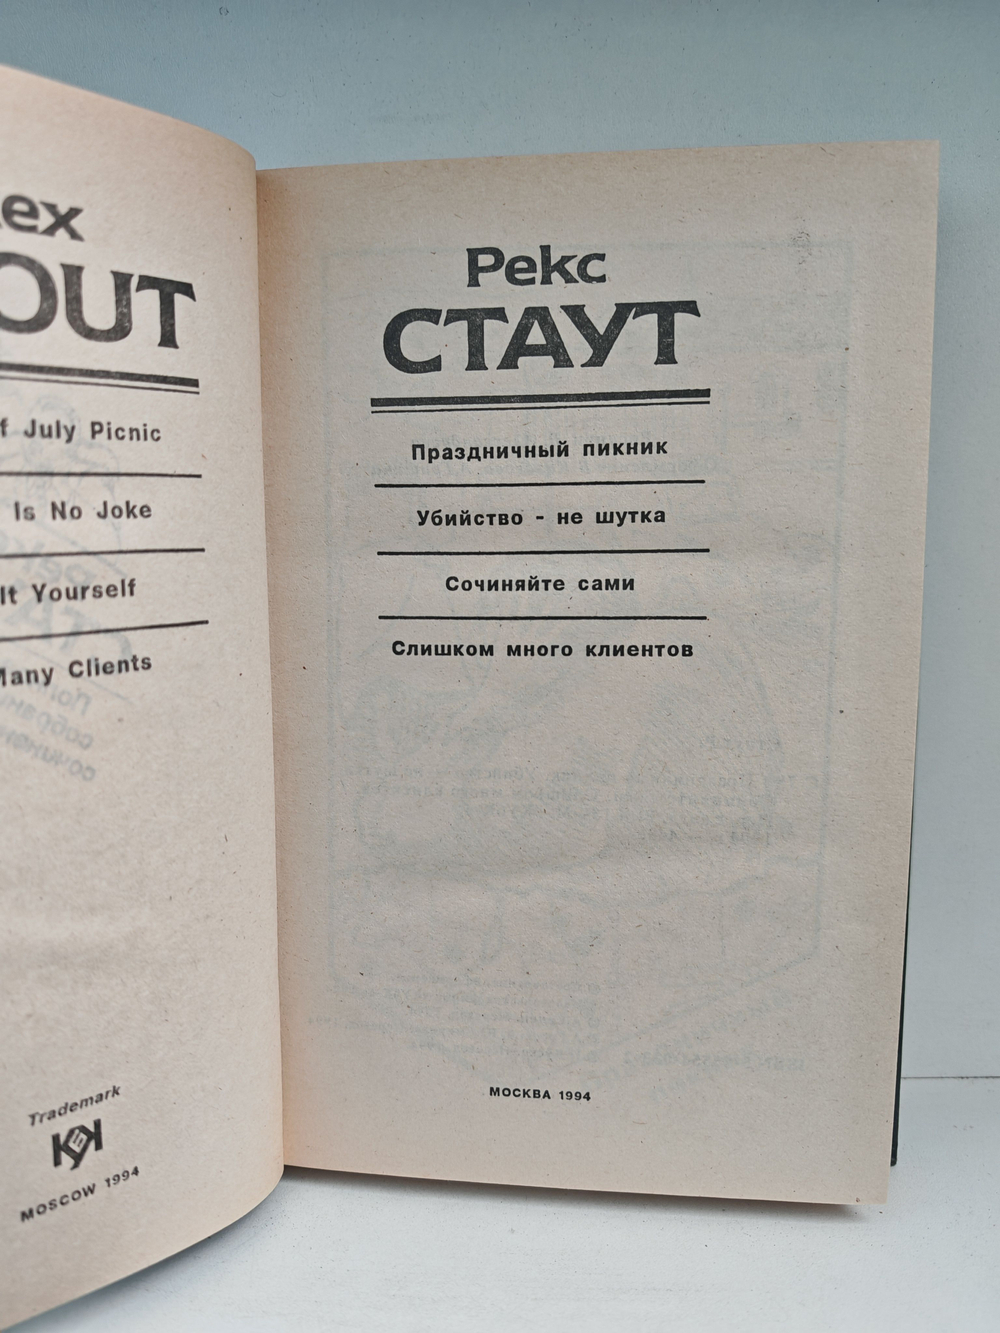 ex
OUT
f July Picnic
Is No Joke
It Yourself
Many Clients
Trademark
MOSCOW 1994
Рекс
СТАУТ
Праздничный пикник
Убийство - не шутка
Сочиняйте сами
Слишком много клиентов
МОСКВА 1994